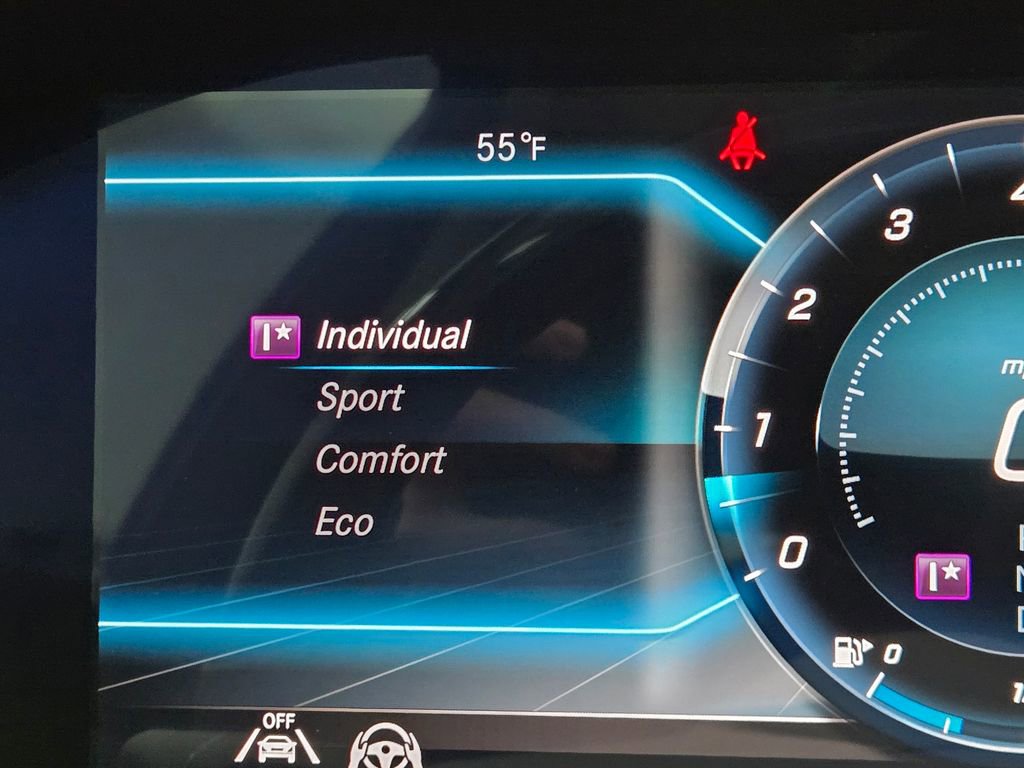 55°F
3
2
Individual
Sport
Comfort
1
Eco
0
0
OFF